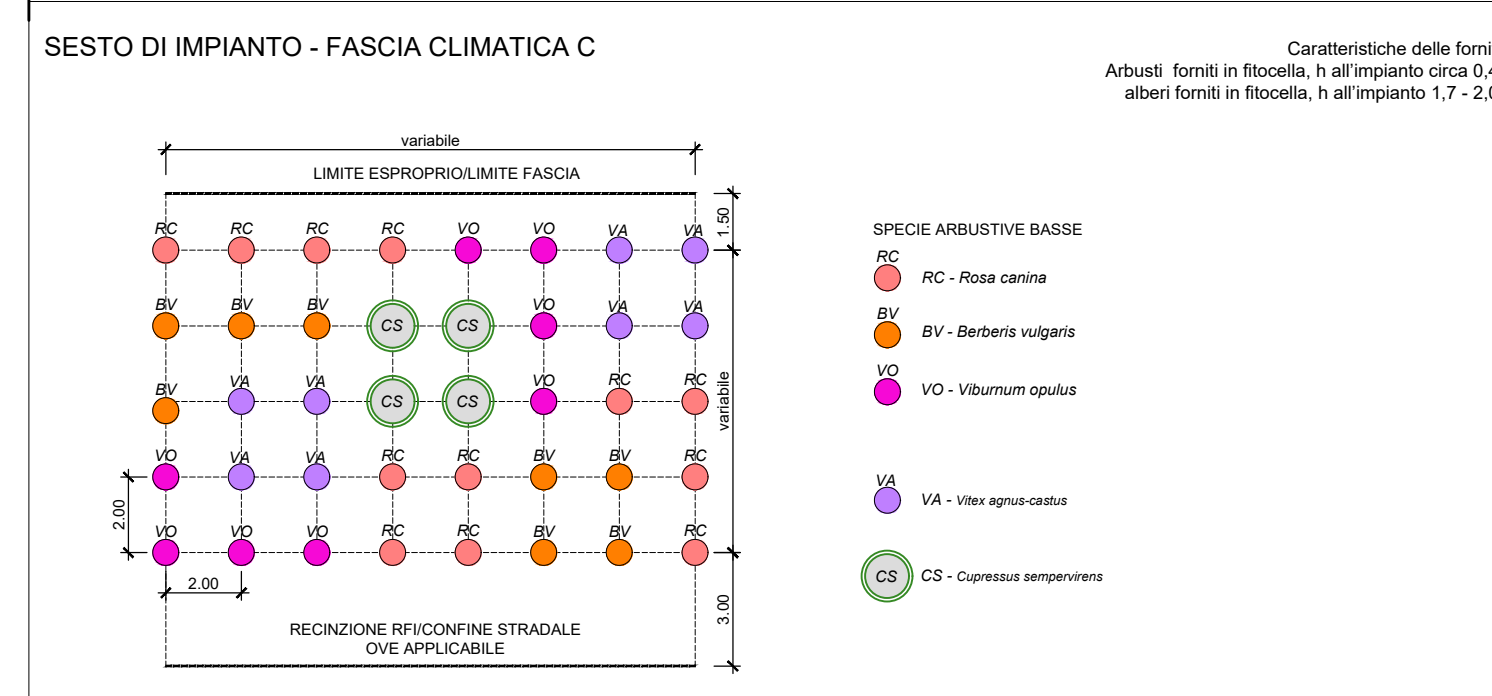 SESTO DI IMPIANTO - FASCIA CLIMATICA C
Caratteristiche delle forni
Arbusti forniti in fitocella, h all'impianto circa 0,4
alberi forniti in fitocella, h all'impianto 1,7 - 2,0
variabile
LIMITE ESPROPRIO/LIMITE FASCIA
1.50
RC RC RC RC VO VO VA VA
BV BV BV CS CS VO VA VA
BV VA VA CS CS VO RC RC
variabile
VO VA VA RC RC BV BV RC
2.00
VO VO VO RC RC BV BV RC
2.00
3.00
RECINZIONE RFI/CONFINE STRADALE
OVE APPLICABILE
SPECIE ARBUSTIVE BASSE
RC
RC - Rosa canina
BV
BV - Berberis vulgaris
VO
VO - Viburnum opulus
VA
VA - Vitex agnus-castus
CS CS - Cupressus sempervirens